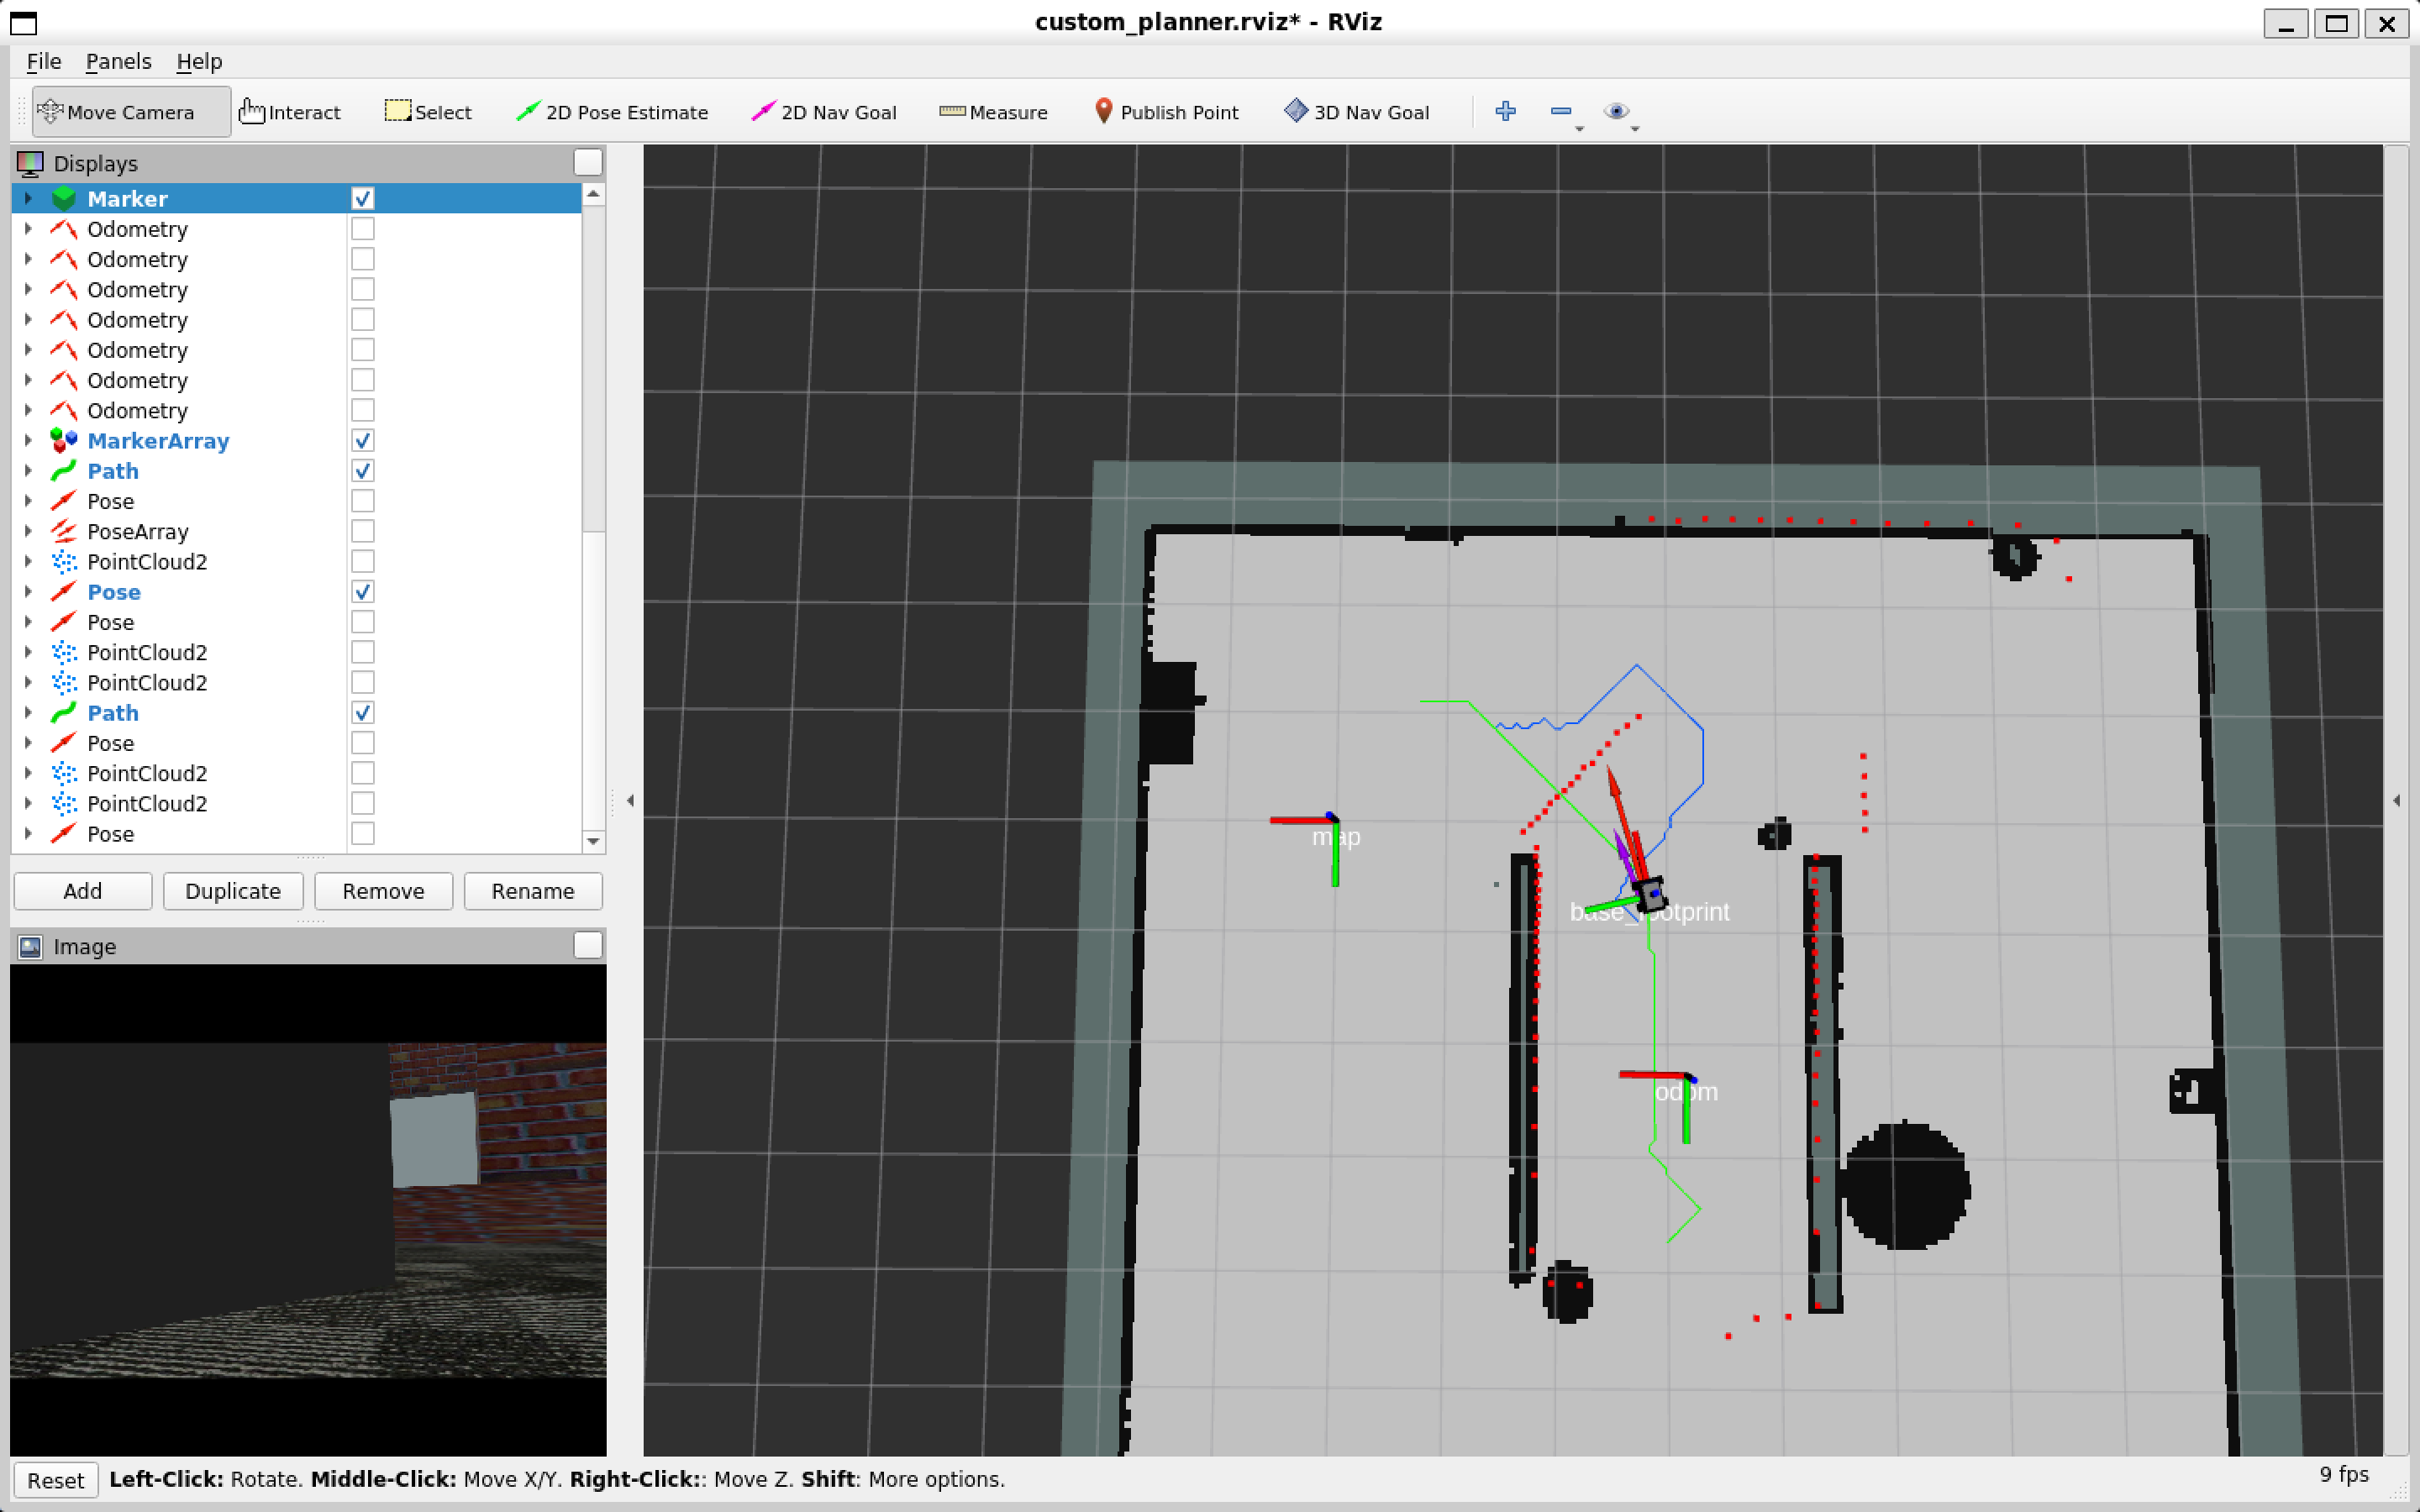 custom_planner.rviz* - RViz
File Panels Help
Move Camera Interact Select 2D Pose Estimate 2D Nav Goal Measure Publish Point 3D Nav Goal
Displays
Marker
Odometry
Odometry
Odometry
Odometry
Odometry
Odometry
Odometry
MarkerArray
Path
Pose
PoseArray
PointCloud2
Pose
Pose
PointCloud2
PointCloud2
Path
Pose
PointCloud2
PointCloud2
Pose
Add Duplicate Remove Rename
Image
map
base_footprint
odom
Reset Left-Click: Rotate. Middle-Click: Move X/Y. Right-Click:: Move Z. Shift: More options. 9 fps